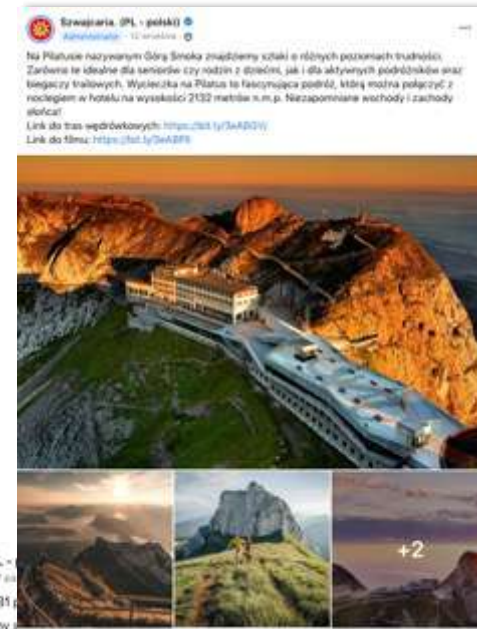 Szwajcaria. (PL - polski)
Administrator · 12 września ·
Na Pilatusie nazywanym Górą Smoka znajdziemy szlaki o różnych poziomach trudności.
Zarówno te idealne dla seniorów czy rodzin z dziećmi, jak i dla aktywnych podróżników oraz
biegaczy trailowych. Wycieczka na Pilatus to fascynująca podróż, którą można połączyć z
noclegiem w hotelu na wysokości 2132 metrów n.m.p. Niezapomniane wschody i zachody
słońca!
Link do tras wędrówkowych:
Link do filmu:
+2